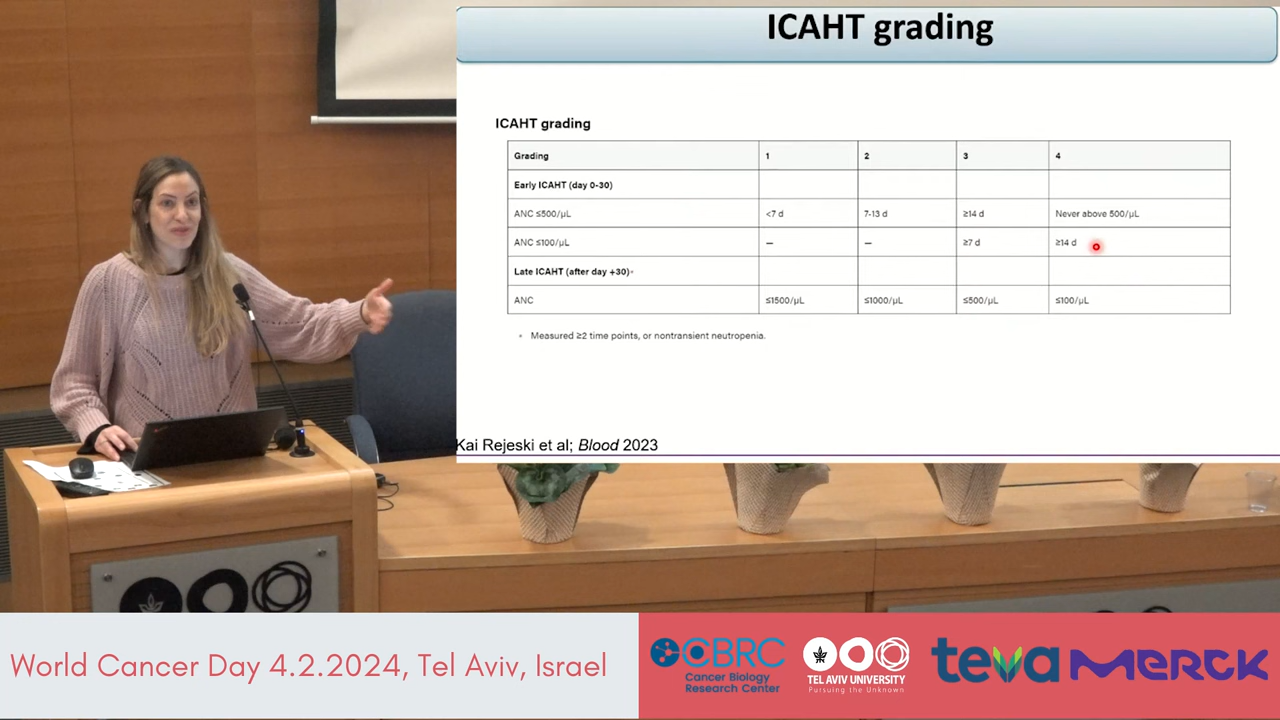 ICAHT grading
ICAHT grading
Grading 1 2 3 4
Early ICAHT (day 0-30)
ANC ≤500/μL <7 d 7-13 d ≥14 d Never above 500/μL
ANC ≤100/μL — — ≥7 d ≥14 d
Late ICAHT (after day +30)*
ANC ≤1500/μL ≤1000/μL ≤500/μL ≤100/μL
* Measured ≥2 time points, or nontransient neutropenia.
Kai Rejeski et al; Blood 2023
World Cancer Day 4.2.2024, Tel Aviv, Israel
CBRC
Cancer Biology
Research Center
TEL AVIV UNIVERSITY
Pursuing the Unknown
teva
MERCK